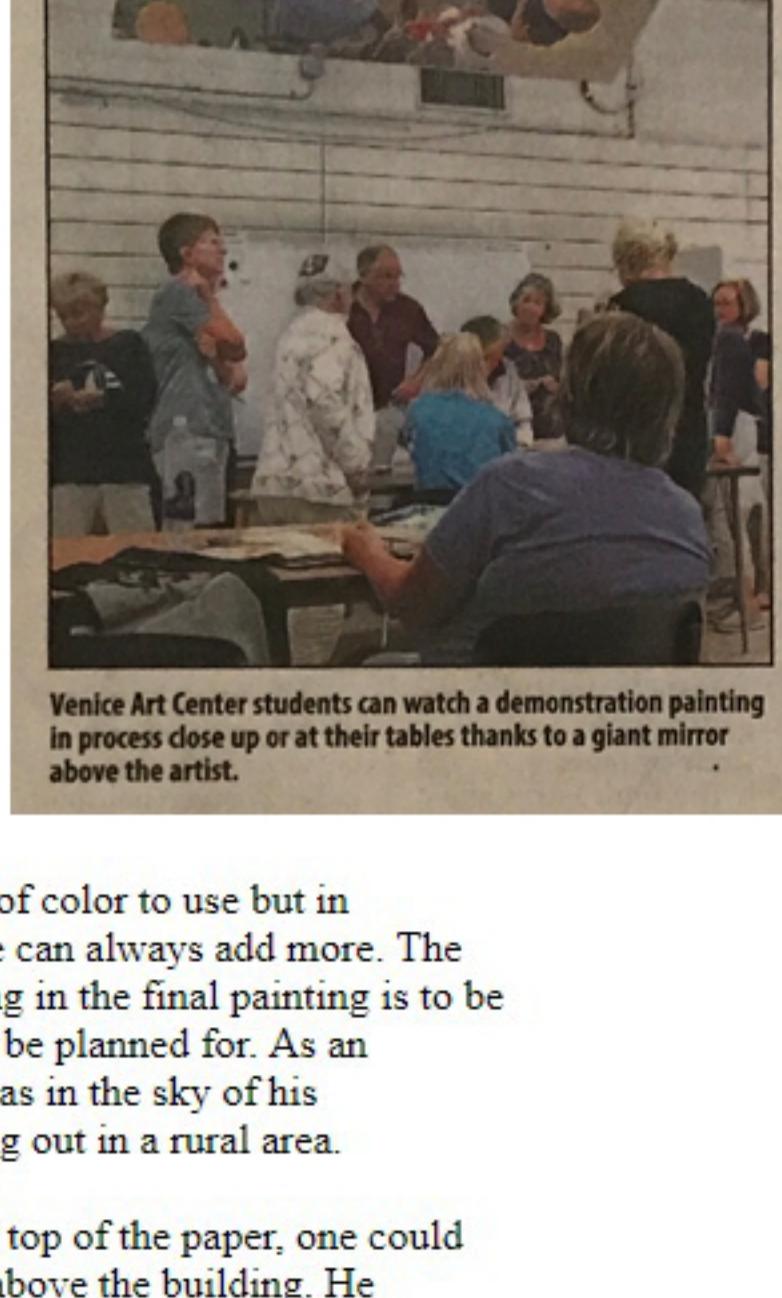 Venice Art Center students can watch a demonstration painting
in process close up or at their tables thanks to a giant mirror
above the artist.
of color to use but in
e can always add more. The
g in the final painting is to be
be planned for. As an
as in the sky of his
g out in a rural area.
top of the paper, one could
above the building. He